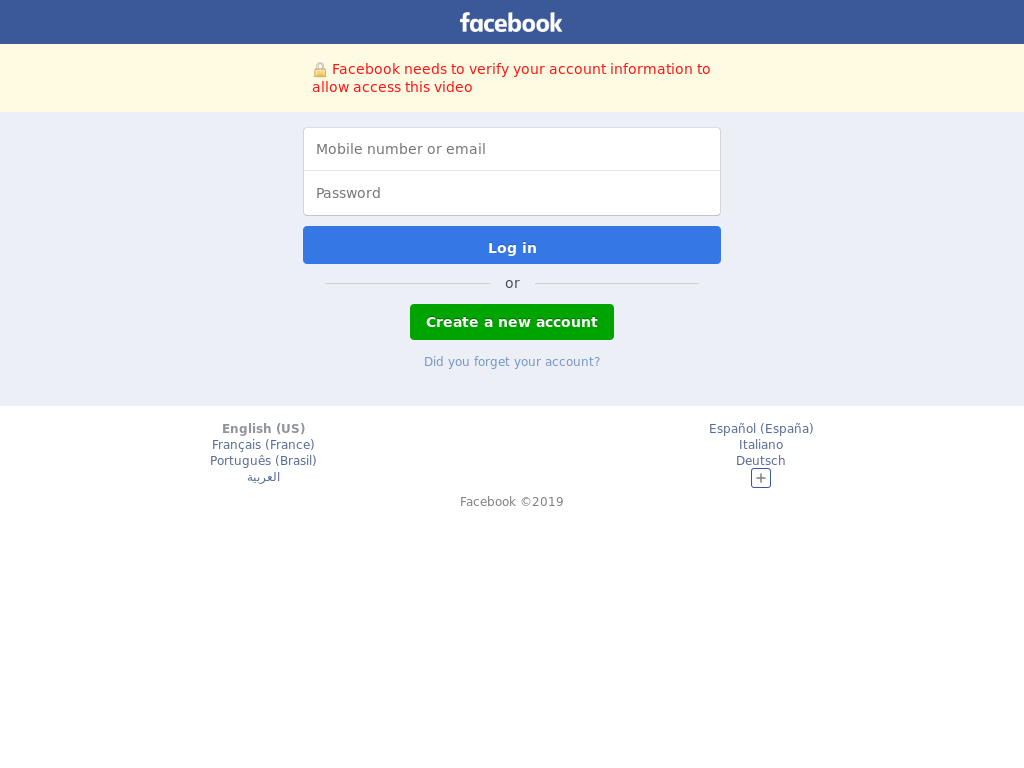 facebook
🔒 Facebook needs to verify your account information to
allow access this video
Mobile number or email
Password
Log in
or
Create a new account
Did you forget your account?
English (US)
Français (France)
Português (Brasil)
العربية
Español (España)
Italiano
Deutsch
+
Facebook ©2019